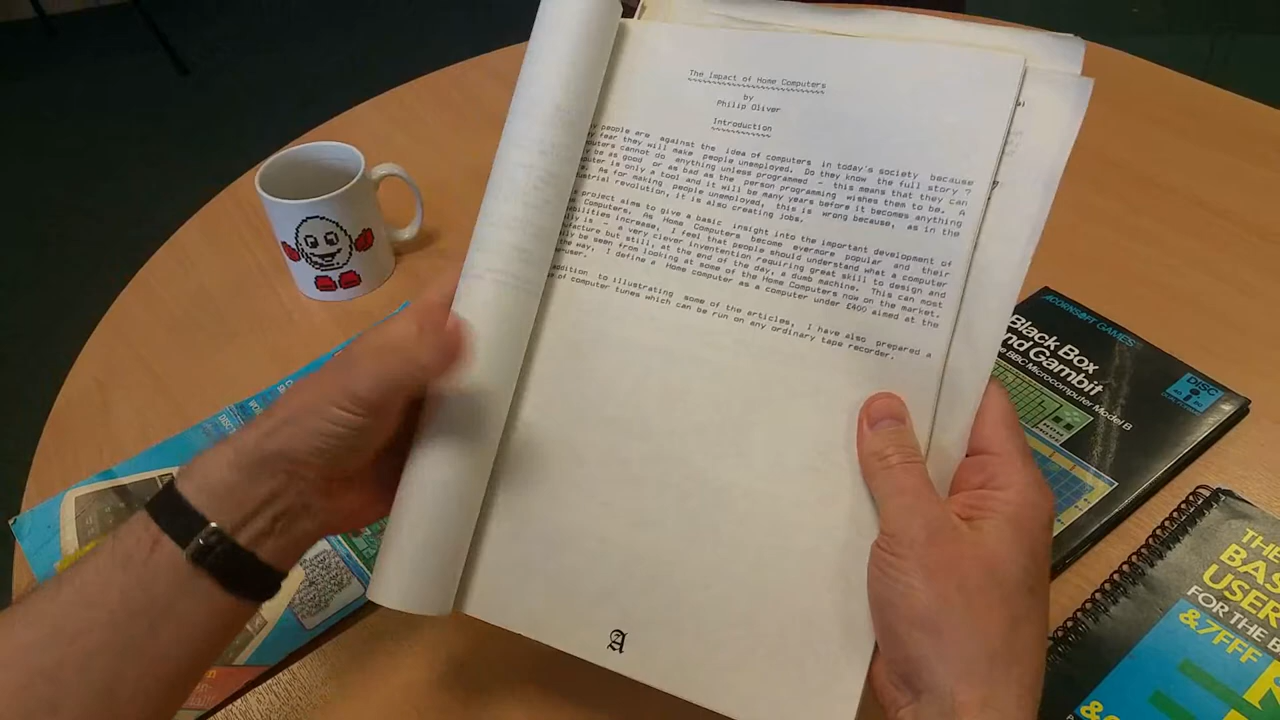 The Impact of Home Computers
by
Philip Oliver
Introduction
people are against the idea of computers in today's society because
fear they will make people unemployed. Do they know the full story ?
cannot do anything unless programmed - this means that they can
be as good or as bad as the person programming wishes them to be. A
is only a tool and it will be many years before it becomes anything
As for making people unemployed, this is wrong because, as in the
revolution, it is also creating jobs.
project aims to give a basic insight into the important development of
Computers. As Home Computers become evermore popular and their
increase, I feel that people should understand what a computer
is - a very clever inventention requiring great skill to design and
but still, at the end of the day, a dumb machine. This can most
be seen from looking at some of the Home Computers now on the market.
the way, I define a Home computer as a computer under £400 aimed at the
user.
addition to illustrating some of the articles, I have also prepared a
of computer tunes which can be run on any ordinary tape recorder.
A
ACORNSOFT GAMES
Black Box
and Gambit
BBC Microcomputer Model B
DISC
THE
BAS
USER
FOR THE B
&7FFF